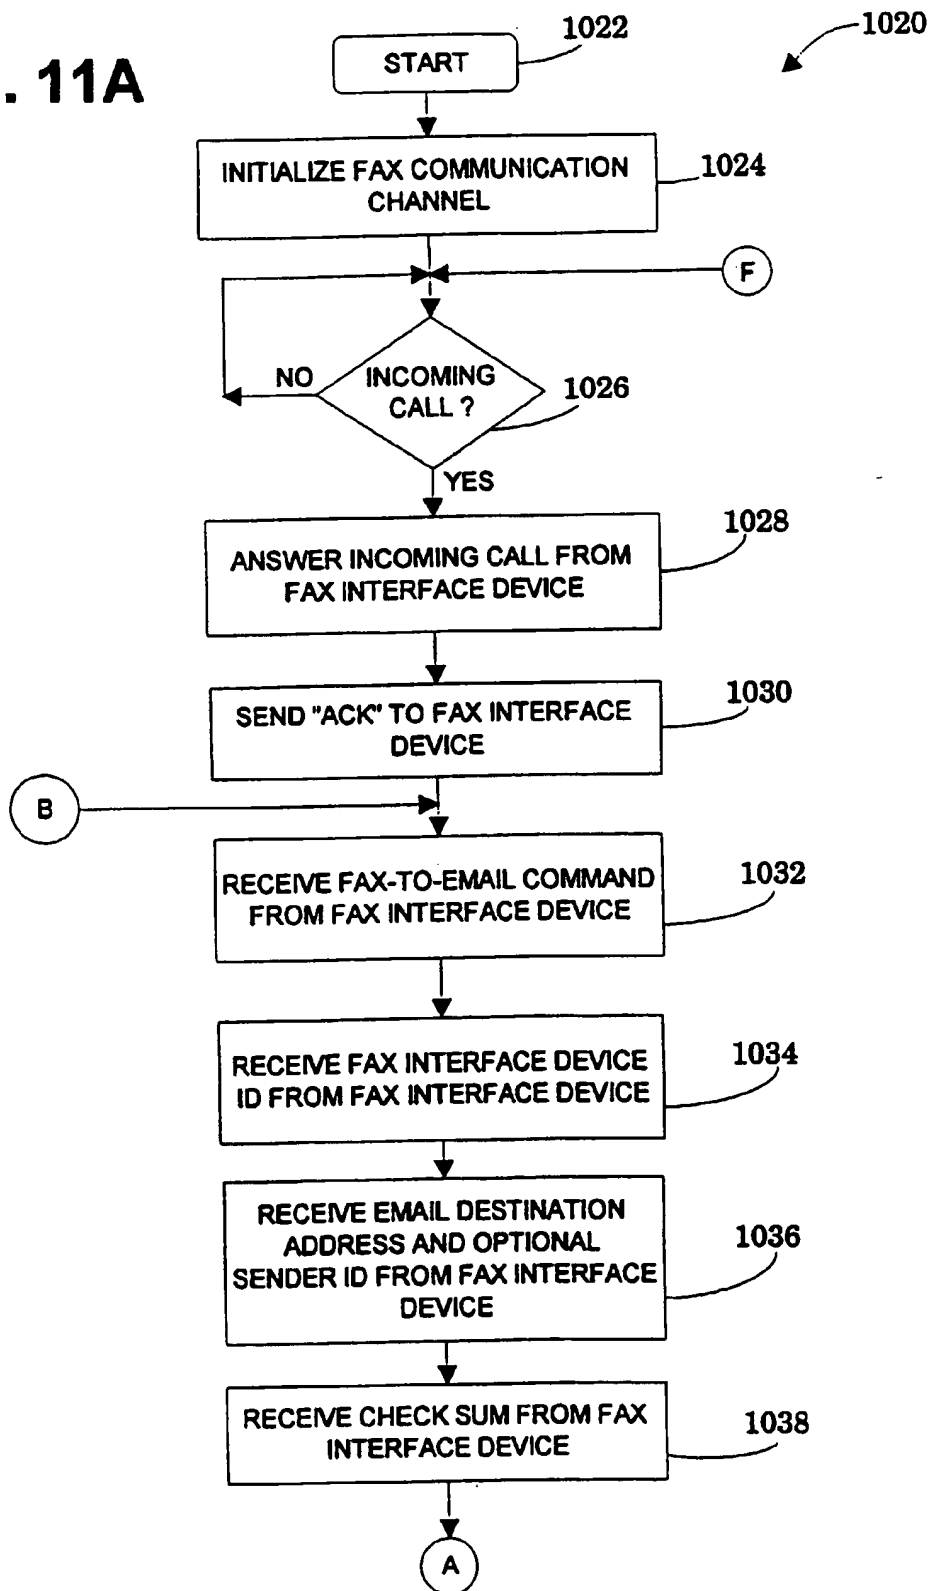 . 11A
1020
START
1022
INITIALIZE FAX COMMUNICATION
CHANNEL
1024
F
NO
INCOMING
CALL ?
1026
YES
ANSWER INCOMING CALL FROM
FAX INTERFACE DEVICE
1028
SEND "ACK" TO FAX INTERFACE
DEVICE
1030
B
RECEIVE FAX-TO-EMAIL COMMAND
FROM FAX INTERFACE DEVICE
1032
RECEIVE FAX INTERFACE DEVICE
ID FROM FAX INTERFACE DEVICE
1034
RECEIVE EMAIL DESTINATION
ADDRESS AND OPTIONAL
SENDER ID FROM FAX INTERFACE
DEVICE
1036
RECEIVE CHECK SUM FROM FAX
INTERFACE DEVICE
1038
A